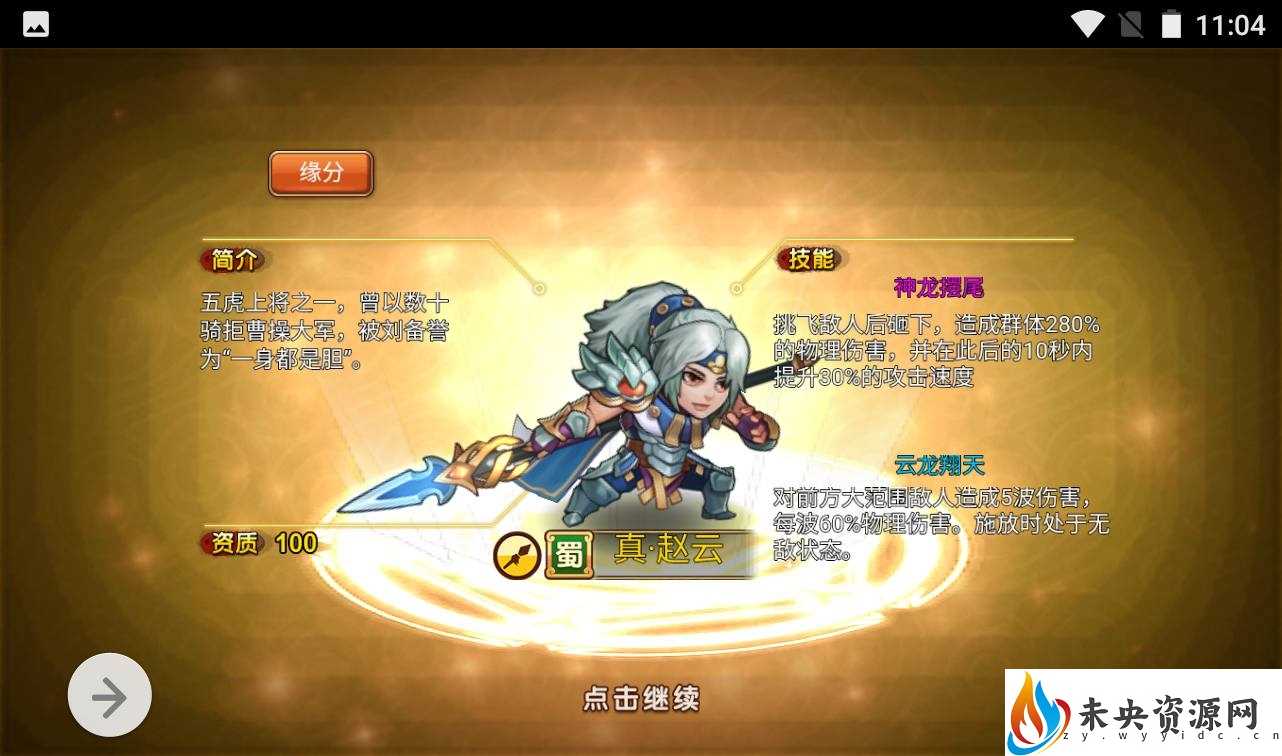 11:04
缘分
简介
五虎上将之一，曾以数十
骑拒曹操大军，被刘备誉
为“一身都是胆”。
技能
神龙摆尾
挑飞敌人后砸下，造成群体280%
的物理伤害，并在此后的10秒内
提升30%的攻击速度
云龙翔天
对前方大范围敌人造成5波伤害，
每波60%物理伤害。施放时处于无
敌状态。
资质 100
蜀 真·赵云
点击继续
未央资源网
zy.wyyidc.cn